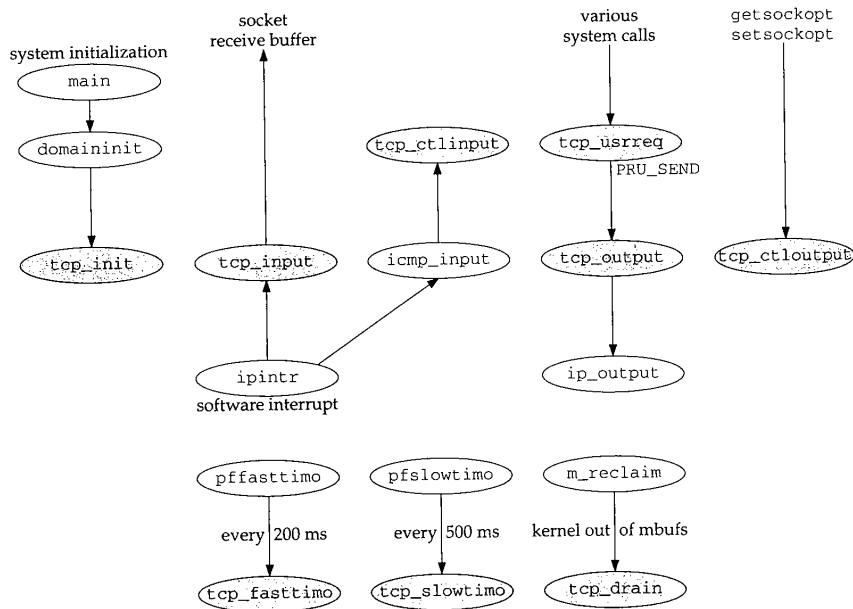 system initialization
main
domaininit
tcp_init
socket
receive buffer
tcp_input
ipintr
software interrupt
tcp_ctlinput
icmp_input
various
system calls
tcp_usrreq
PRU_SEND
tcp_output
ip_output
getsockopt
setsockopt
tcp_ctloutput
pffasttimo
every 200 ms
tcp_fasttimo
pfslowtimo
every 500 ms
tcp_slowtimo
m_reclaim
kernel out of mbufs
tcp_drain